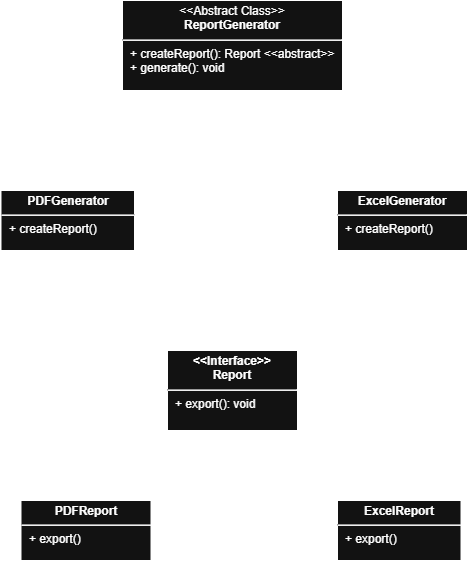 <<Abstract Class>>
ReportGenerator
+ createReport(): Report <<abstract>>
+ generate(): void
PDFGenerator
+ createReport()
ExcelGenerator
+ createReport()
<<Interface>>
Report
+ export(): void
PDFReport
+ export()
ExcelReport
+ export()